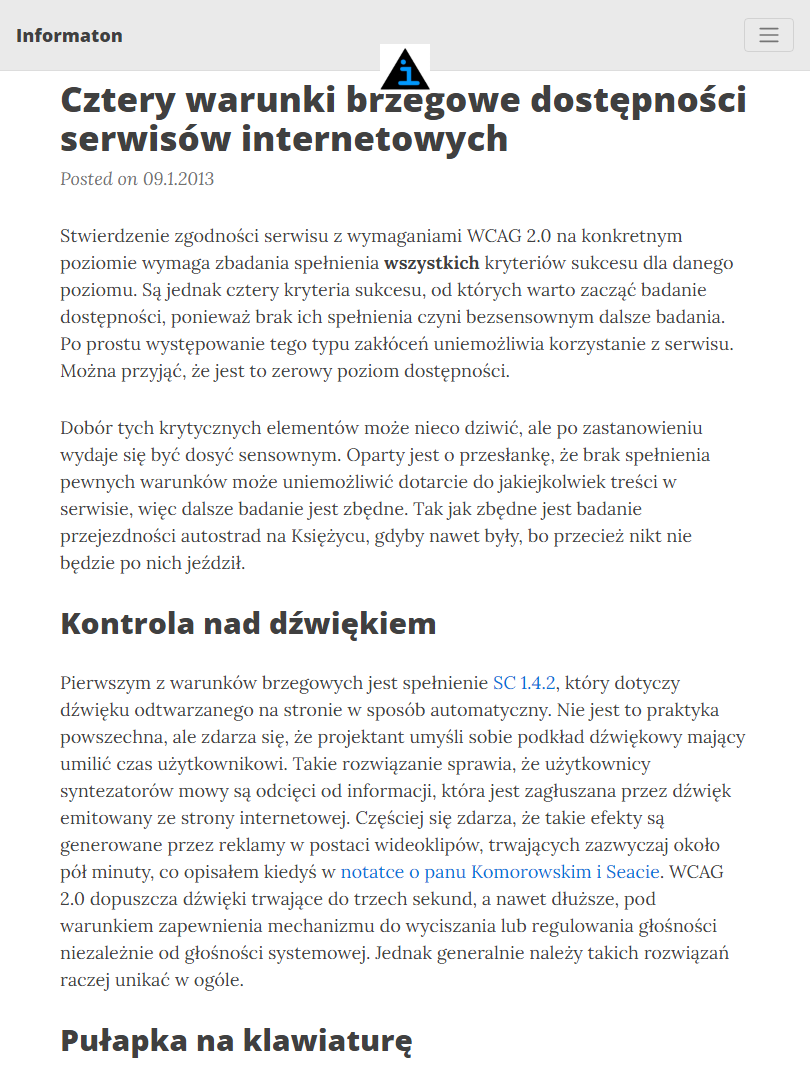 Informaton
Cztery warunki brzegowe dostępności
serwisów internetowych
Posted on 09.1.2013
Stwierdzenie zgodności serwisu z wymaganiami WCAG 2.0 na konkretnym
poziomie wymaga zbadania spełnienia wszystkich kryteriów sukcesu dla danego
poziomu. Są jednak cztery kryteria sukcesu, od których warto zacząć badanie
dostępności, ponieważ brak ich spełnienia czyni bezsensownym dalsze badania.
Po prostu występowanie tego typu zakłóceń uniemożliwia korzystanie z serwisu.
Można przyjąć, że jest to zerowy poziom dostępności.
Dobór tych krytycznych elementów może nieco dziwić, ale po zastanowieniu
wydaje się być dosyć sensownym. Oparty jest o przesłankę, że brak spełnienia
pewnych warunków może uniemożliwić dotarcie do jakiejkolwiek treści w
serwisie, więc dalsze badanie jest zbędne. Tak jak zbędne jest badanie
przejezdności autostrad na Księżycu, gdyby nawet były, bo przecież nikt nie
będzie po nich jeździł.
Kontrola nad dźwiękiem
Pierwszym z warunków brzegowych jest spełnienie SC 1.4.2, który dotyczy
dźwięku odtwarzanego na stronie w sposób automatyczny. Nie jest to praktyka
powszechna, ale zdarza się, że projektant umyśli sobie podkład dźwiękowy mający
umilić czas użytkownikowi. Takie rozwiązanie sprawia, że użytkownicy
syntezatorów mowy są odcięci od informacji, która jest zagłuszana przez dźwięk
emitowany ze strony internetowej. Częściej się zdarza, że takie efekty są
generowane przez reklamy w postaci wideoklipów, trwających zazwyczaj około
pół minuty, co opisałem kiedyś w notatce o panu Komorowskim i Seacie. WCAG
2.0 dopuszcza dźwięki trwające do trzech sekund, a nawet dłuższe, pod
warunkiem zapewnienia mechanizmu do wyciszania lub regulowania głośności
niezależnie od głośności systemowej. Jednak generalnie należy takich rozwiązań
raczej unikać w ogóle.
Pułapka na klawiaturę